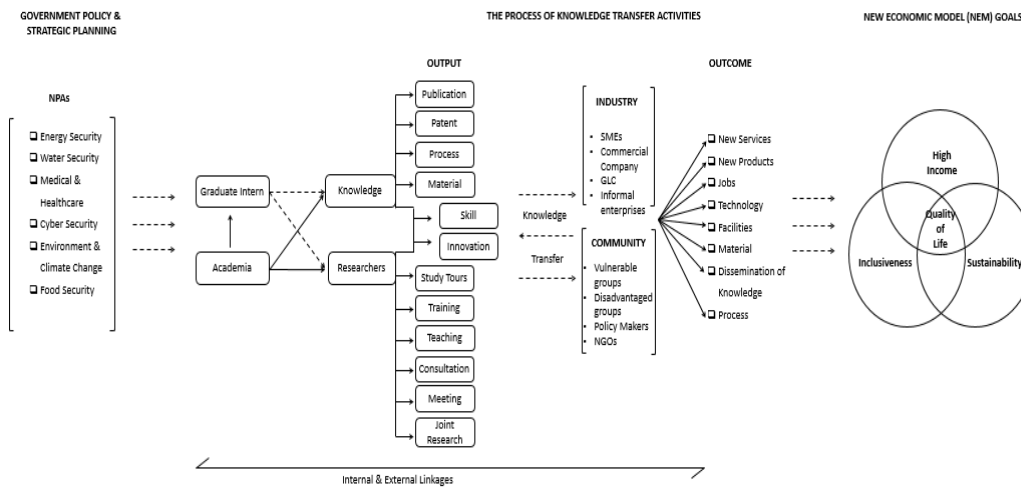 GOVERNMENT POLICY &
STRATEGIC PLANNING
THE PROCESS OF KNOWLEDGE TRANSFER ACTIVITIES
NEW ECONOMIC MODEL (NEM) GOALS
NPAs
Energy Security
Water Security
Medical &
Healthcare
Cyber Security
Environment &
Climate Change
Food Security
Graduate Intern
Academia
Knowledge
Researchers
OUTPUT
Publication
Patent
Process
Material
Skill
Innovation
Study Tours
Training
Teaching
Consultation
Meeting
Joint
Research
Knowledge
Transfer
INDUSTRY
SMEs
Commercial
Company
GLC
Informal
enterprises
COMMUNITY
Vulnerable
groups
Disadvantaged
groups
Policy Makers
NGOs
OUTCOME
New Services
New Products
Jobs
Technology
Facilities
Material
Dissemination of
Knowledge
Process
High
Income
Quality
of
Life
Inclusiveness
Sustainability
Internal & External Linkages